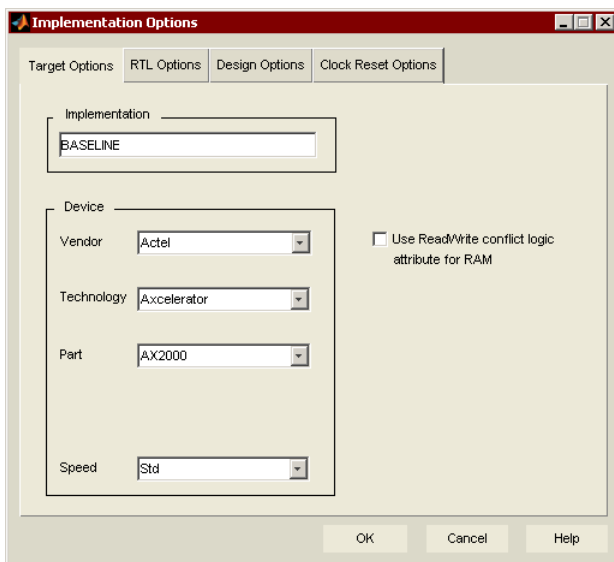 Implementation Options
Target Options RTL Options Design Options Clock Reset Options
Implementation
BASELINE
Device
Vendor Actel
Use ReadWrite conflict logic
attribute for RAM
Technology Axcelerator
Part AX2000
Speed Std
OK Cancel Help